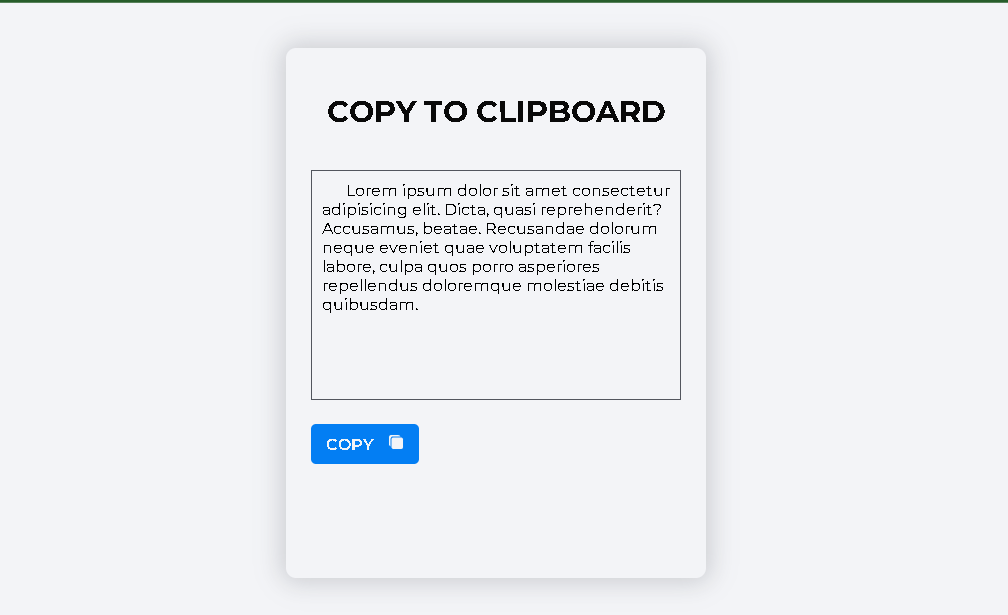 COPY TO CLIPBOARD
Lorem ipsum dolor sit amet consectetur
adipisicing elit. Dicta, quasi reprehenderit?
Accusamus, beatae. Recusandae dolorum
neque eveniet quae voluptatem facilis
labore, culpa quos porro asperiores
repellendus doloremque molestiae debitis
quibusdam.
COPY